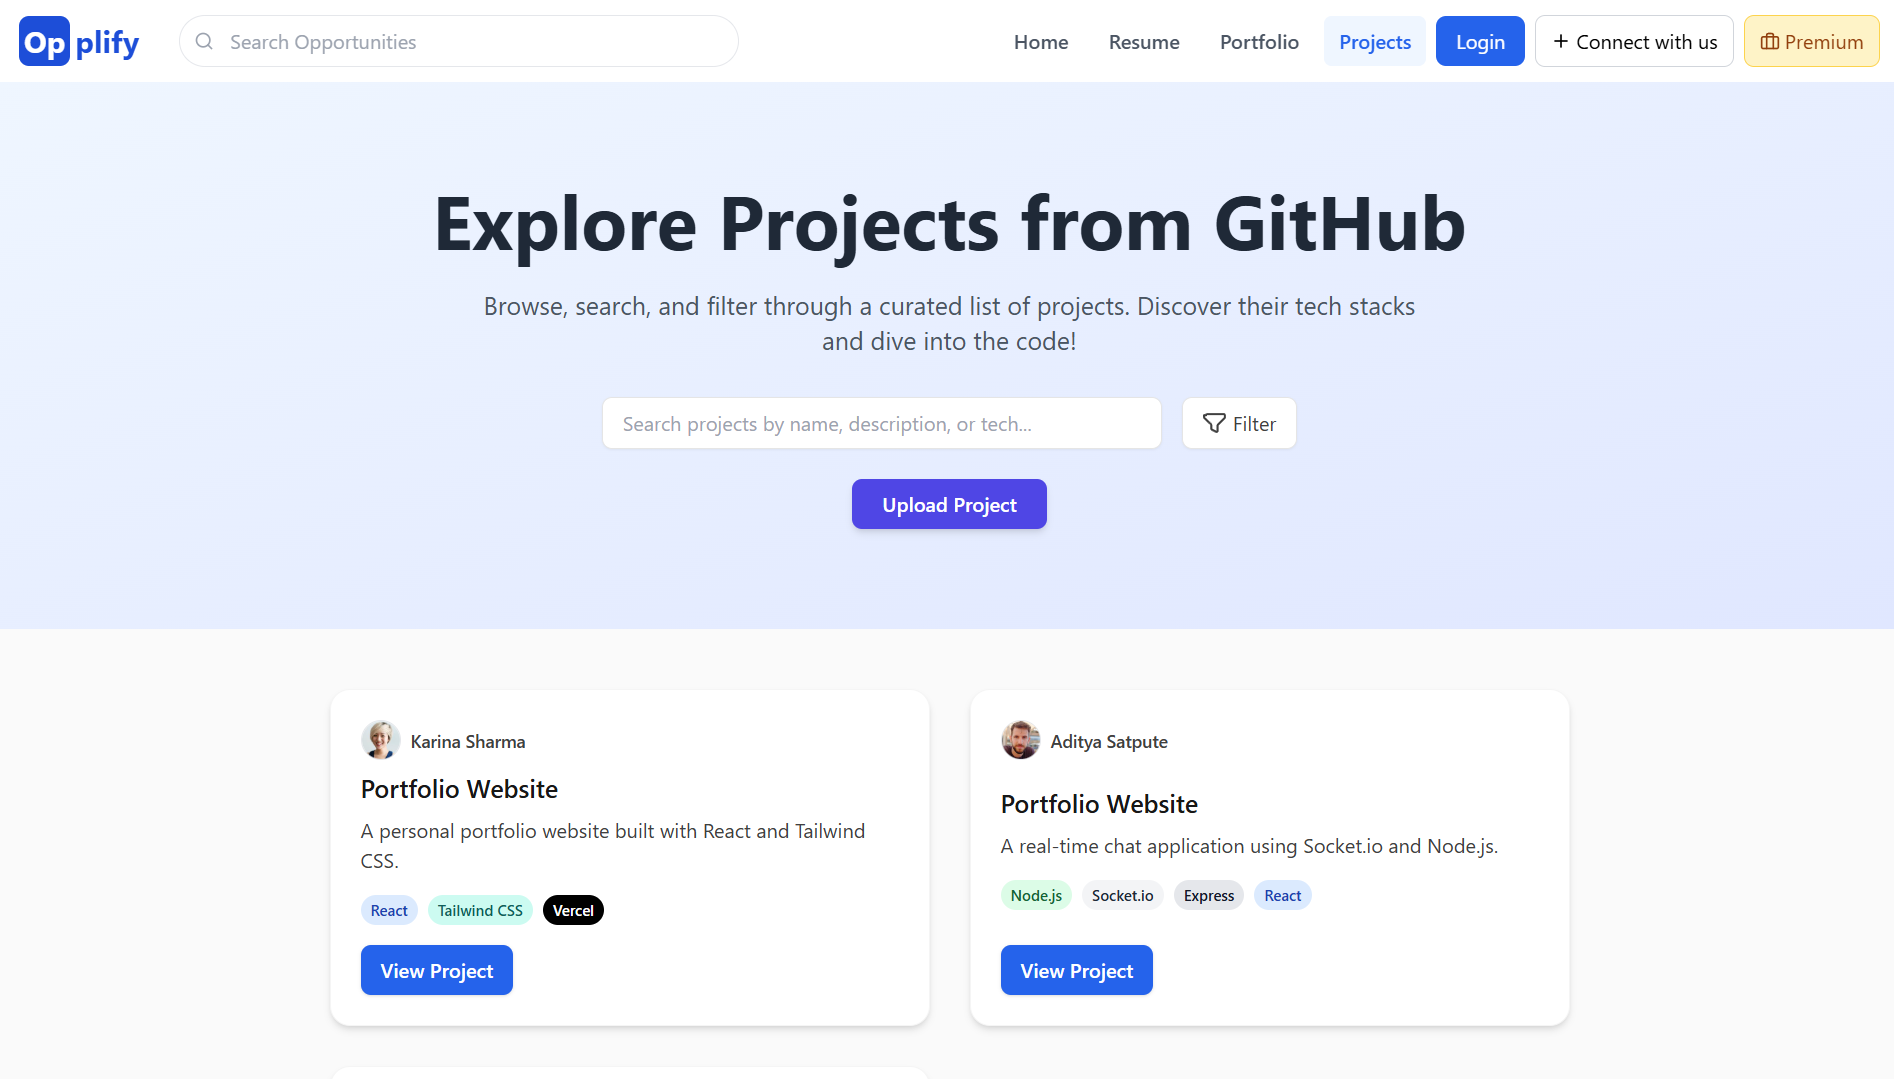 Opplify
Search Opportunities
Home
Resume
Portfolio
Projects
Login
+ Connect with us
Premium
Explore Projects from GitHub
Browse, search, and filter through a curated list of projects. Discover their tech stacks
and dive into the code!
Search projects by name, description, or tech...
Filter
Upload Project
Karina Sharma
Portfolio Website
A personal portfolio website built with React and Tailwind
CSS.
React
Tailwind CSS
Vercel
View Project
Aditya Satpute
Portfolio Website
A real-time chat application using Socket.io and Node.js.
Node.js
Socket.io
Express
React
View Project